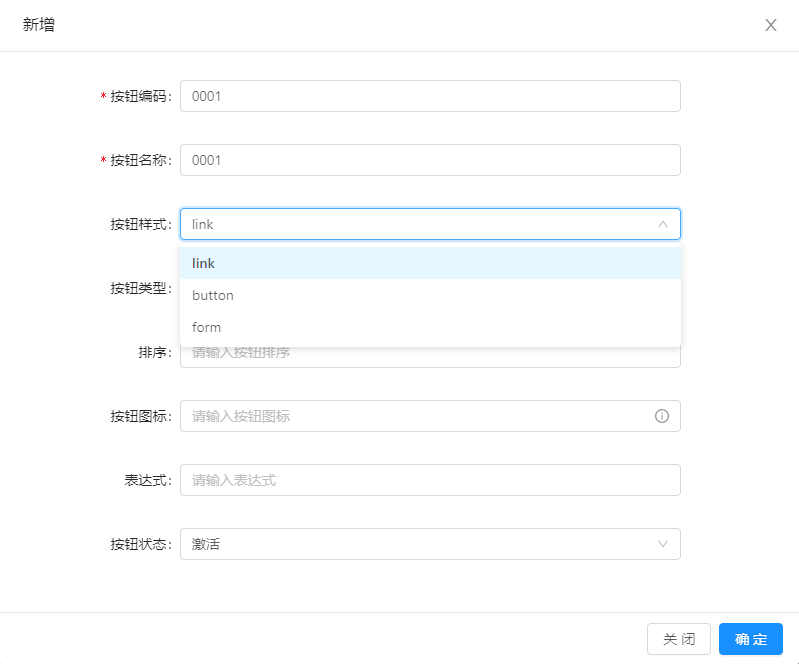 新增
* 按钮编码: 0001
* 按钮名称: 0001
按钮样式: link
link
按钮类型:
button
form
排序: 请输入按钮排序
按钮图标: 请输入按钮图标
表达式: 请输入表达式
按钮状态: 激活
关 闭 确 定